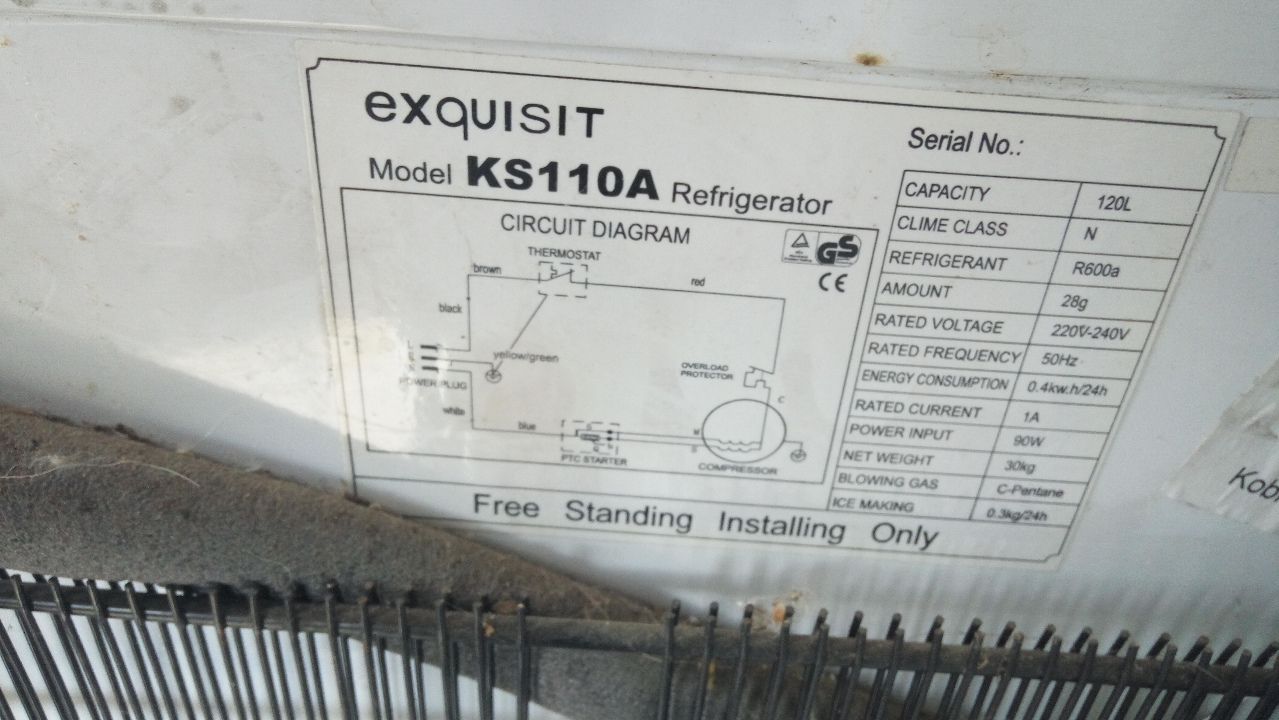 exquisit
Model KS110A Refrigerator
CIRCUIT DIAGRAM
THERMOSTAT
brown
red
black
yellow/green
OVERLOAD
PROTECTOR
C
POWER PLUG
white
blue
PTC STARTER
M
S
COMPRESSOR
GS
CE
Serial No.:
CAPACITY 120L
CLIME CLASS N
REFRIGERANT R600a
AMOUNT 28g
RATED VOLTAGE 220V-240V
RATED FREQUENCY 50Hz
ENERGY CONSUMPTION 0.4kw.h/24h
RATED CURRENT 1A
POWER INPUT 90W
NET WEIGHT 30kg
BLOWING GAS C-Pentane
ICE MAKING 0.3kg/24h
Free Standing Installing Only
Kob